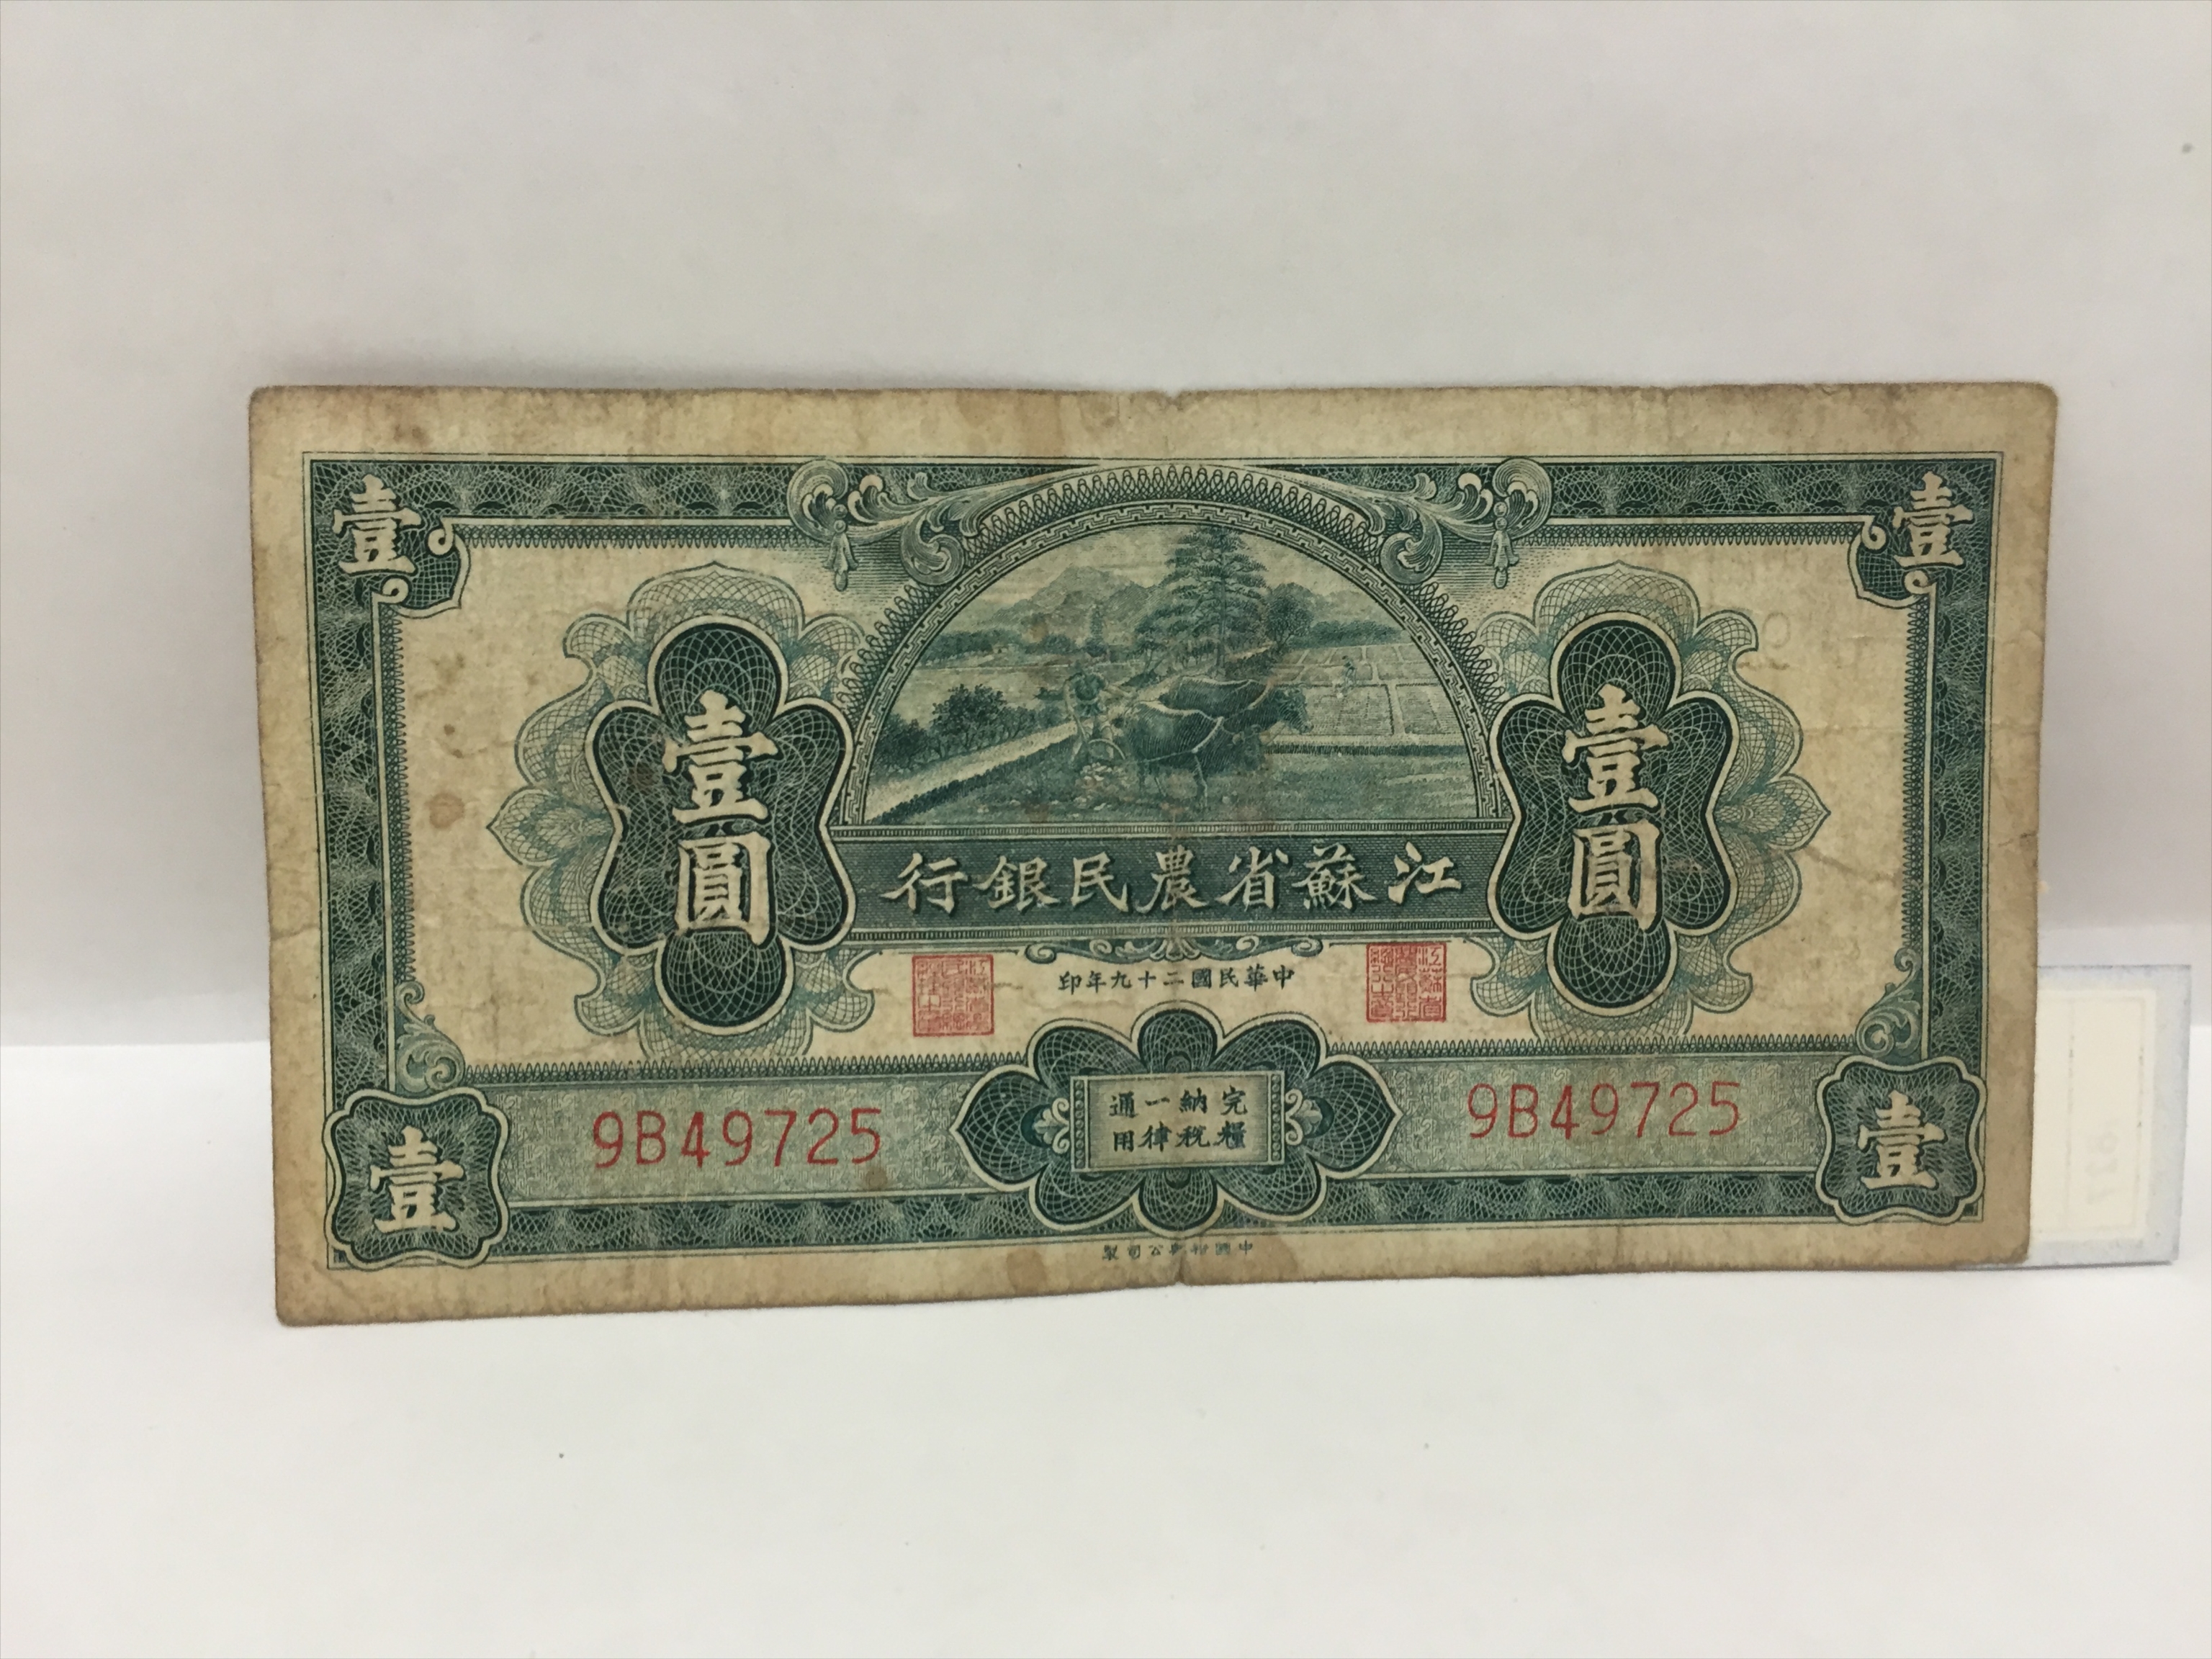 壹
壹
壹圓
壹圓
江蘇省農民銀行
中華民國二十九年印
9B49725
9B49725
完糧納稅一律通用
壹
壹